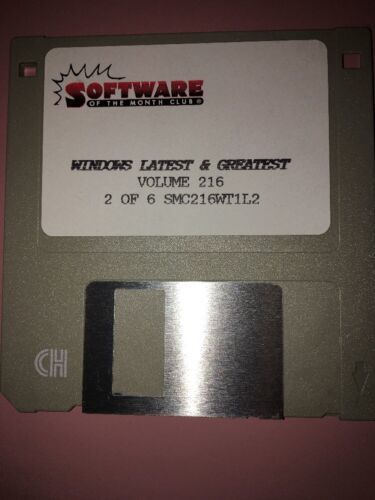 SOFTWARE
OF THE MONTH CLUB®
WINDOWS LATEST & GREATEST
VOLUME 216
2 OF 6 SMC216WT1L2
CH